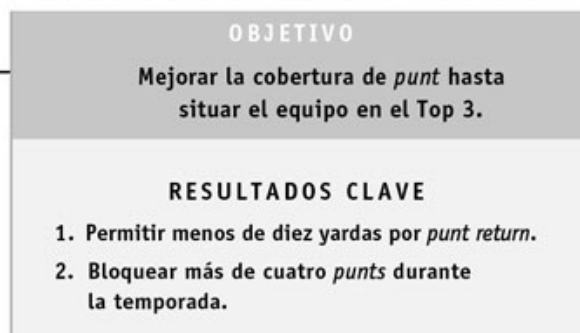 OBJETIVO
Mejorar la cobertura de punt hasta
situar el equipo en el Top 3.
RESULTADOS CLAVE
1. Permitir menos de diez yardas por punt return.
2. Bloquear más de cuatro punts durante
la temporada.